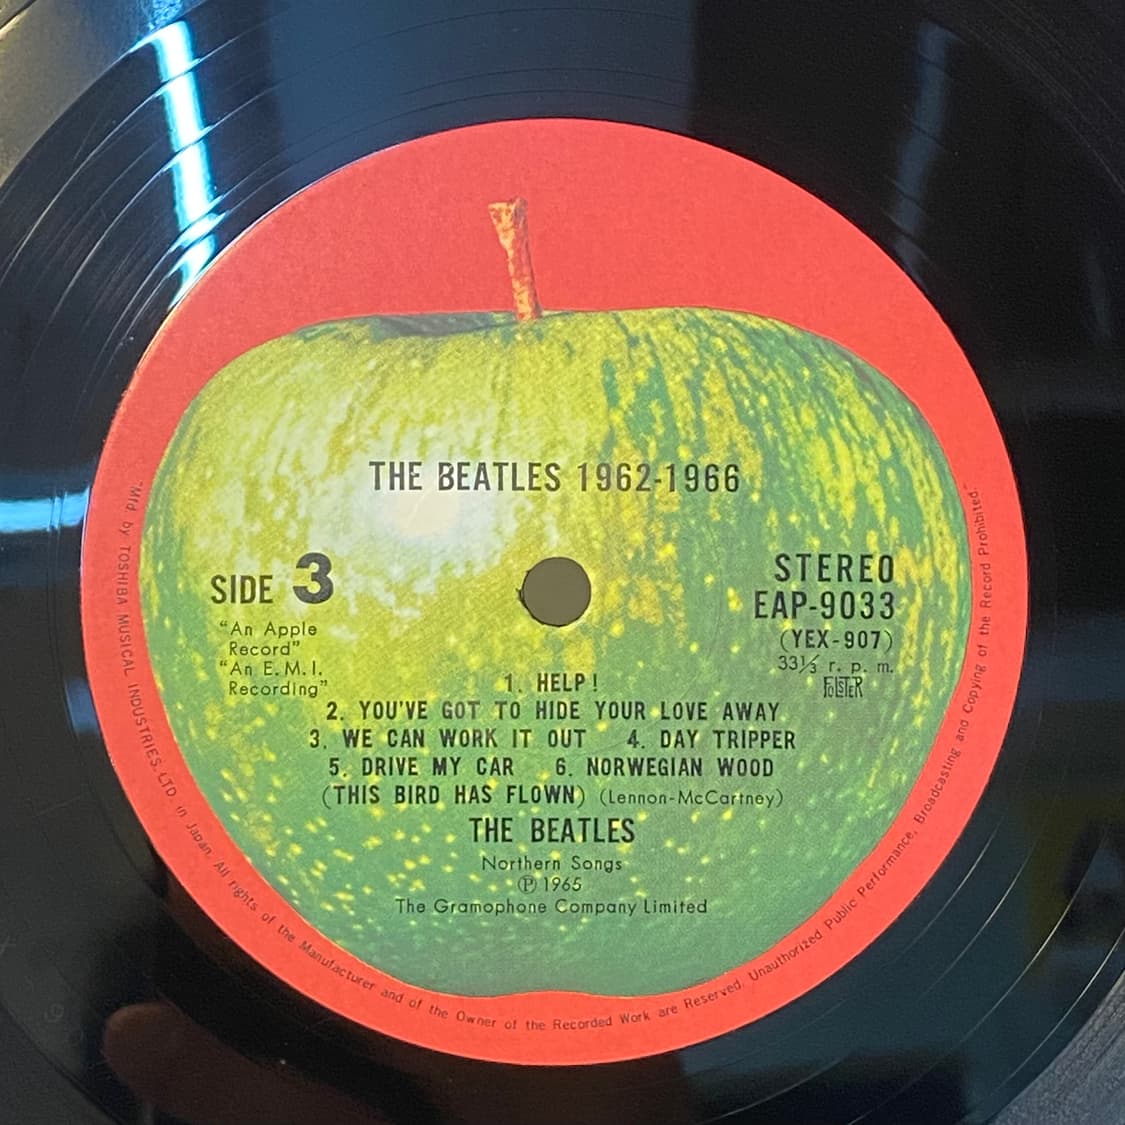 THE BEATLES 1962-1966
SIDE 3
"An Apple
Record"
"An E.M.I.
Recording"
STEREO
EAP-9033
(YEX-907)
33⅓ r. p. m.
FOLSTER
1. HELP!
2. YOU'VE GOT TO HIDE YOUR LOVE AWAY
3. WE CAN WORK IT OUT 4. DAY TRIPPER
5. DRIVE MY CAR 6. NORWEGIAN WOOD
(THIS BIRD HAS FLOWN) (Lennon-McCartney)
THE BEATLES
Northern Songs
Ⓟ 1965
The Gramophone Company Limited
"Mfd by TOSHIBA MUSICAL INDUSTRIES. LTD. in Japan. All rights of the Manufacturer and of the Owner of the Recorded Work are Reserved. Unauthorized Public Performance, Broadcasting and Copying of the Record Prohibited."